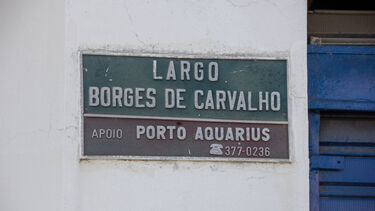 LARGO
BORGES DE CARVALHO
APOIO PORTO AQUARIUS
☎ 377-0236